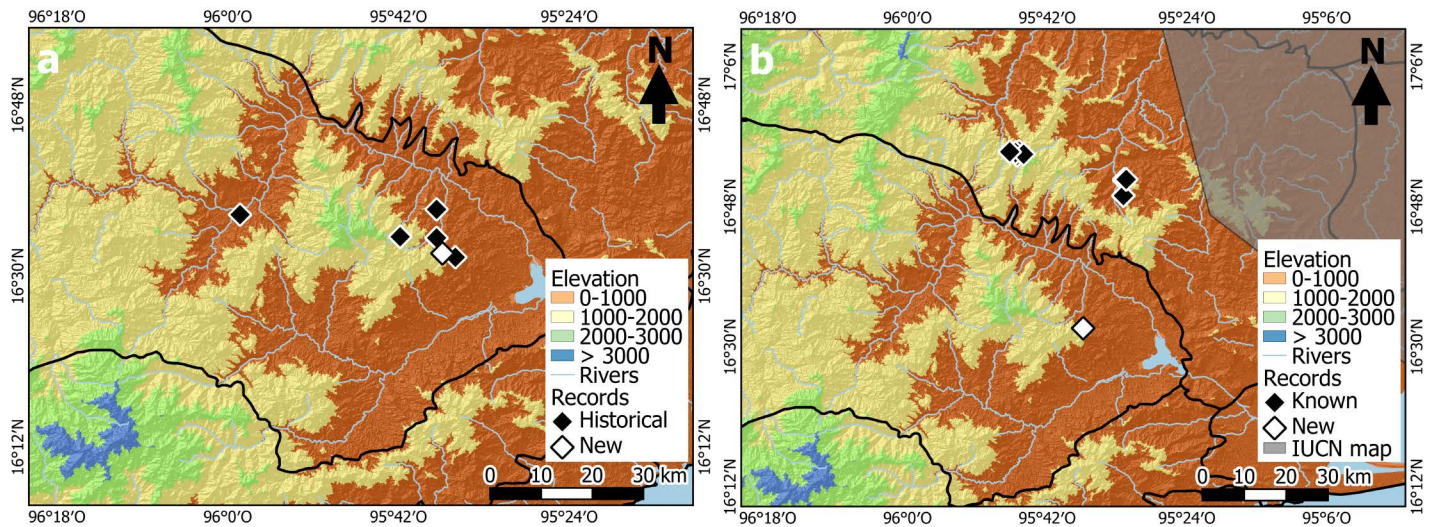 96°18'O 96°0'O 95°42'O 95°24'O
a
N
16°48'N
16°30'N
16°12'N
16°48'N
16°30'N
16°12'N
Elevation
0-1000
1000-2000
2000-3000
> 3000
Rivers
Records
Historical
New
0 10 20 30 km
96°18'O 96°0'O 95°42'O 95°24'O
96°18'O 96°0'O 95°42'O 95°24'O 95°6'O
b
N
17°6'N
16°48'N
16°30'N
16°12'N
17°6'N
16°48'N
16°30'N
16°12'N
Elevation
0-1000
1000-2000
2000-3000
> 3000
Rivers
Records
Known
New
IUCN map
0 10 20 30 km
96°18'O 96°0'O 95°42'O 95°24'O 95°6'O